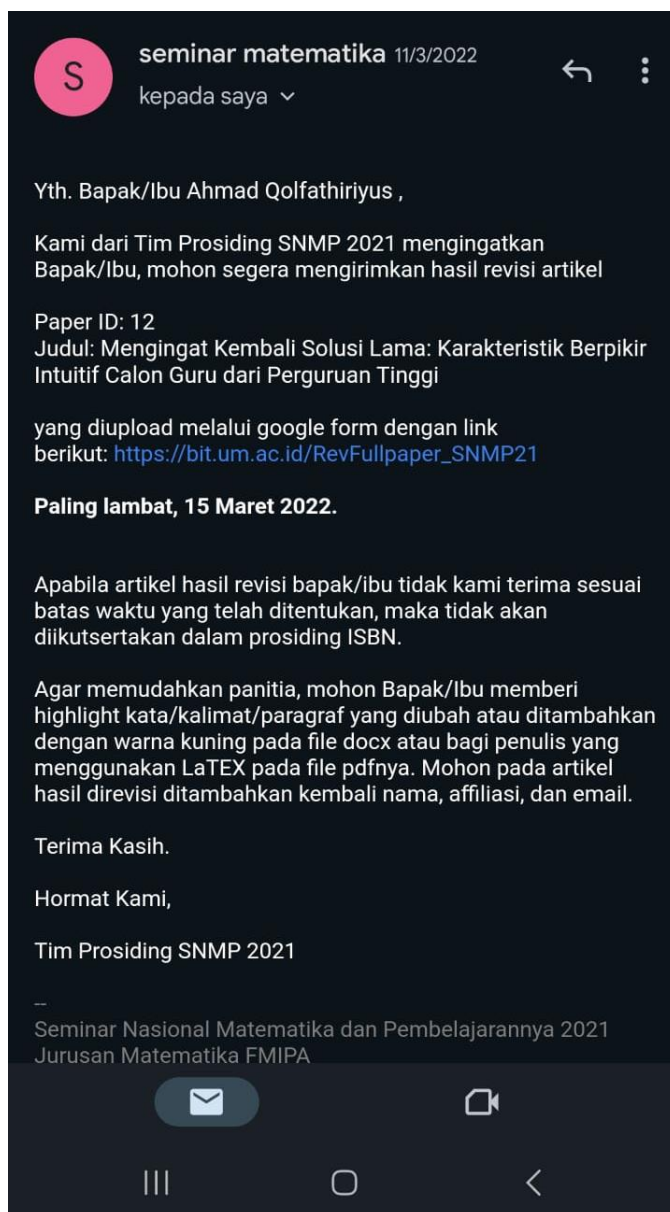 S
seminar matematika 11/3/2022
kepada saya
Yth. Bapak/Ibu Ahmad Qolfathiriyus ,
Kami dari Tim Prosiding SNMP 2021 mengingatkan
Bapak/Ibu, mohon segera mengirimkan hasil revisi artikel
Paper ID: 12
Judul: Mengingat Kembali Solusi Lama: Karakteristik Berpikir
Intuitif Calon Guru dari Perguruan Tinggi
yang diupload melalui google form dengan link
berikut: https://bit.um.ac.id/RevFullpaper_SNMP21
Paling lambat, 15 Maret 2022.
Apabila artikel hasil revisi bapak/ibu tidak kami terima sesuai
batas waktu yang telah ditentukan, maka tidak akan
diikutsertakan dalam prosiding ISBN.
Agar memudahkan panitia, mohon Bapak/Ibu memberi
highlight kata/kalimat/paragraf yang diubah atau ditambahkan
dengan warna kuning pada file docx atau bagi penulis yang
menggunakan LaTEX pada file pdfnya. Mohon pada artikel
hasil direvisi ditambahkan kembali nama, affiliasi, dan email.
Terima Kasih.
Hormat Kami,
Tim Prosiding SNMP 2021
--
Seminar Nasional Matematika dan Pembelajarannya 2021
Jurusan Matematika FMIPA